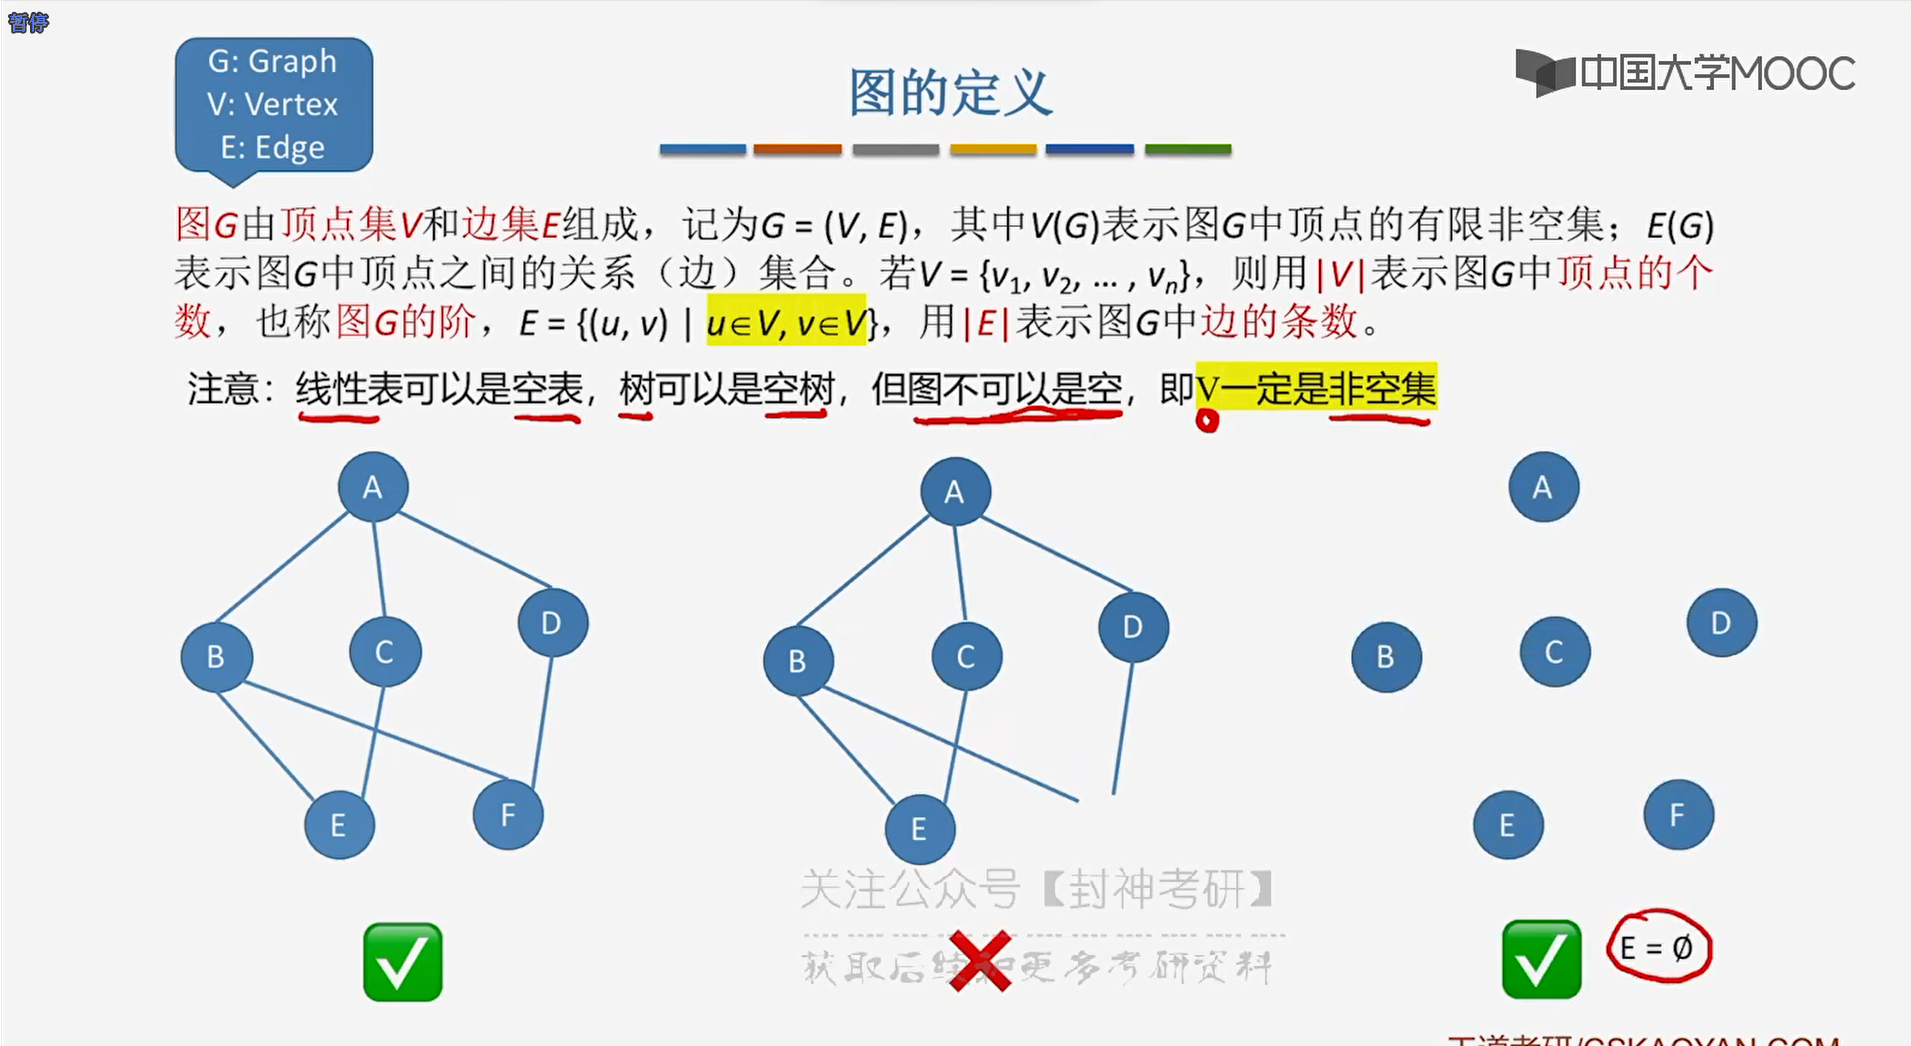 暂停
G: Graph
V: Vertex
E: Edge
图的定义
中国大学MOOC
图G由顶点集V和边集E组成，记为G = (V, E)，其中V(G)表示图G中顶点的有限非空集；E(G)
表示图G中顶点之间的关系（边）集合。若V = {v₁, v₂, … , vₙ}，则用|V|表示图G中顶点的个
数，也称图G的阶，E = {(u, v) | u∈V, v∈V}，用|E|表示图G中边的条数。
注意：线性表可以是空表，树可以是空树，但图不可以是空，即V一定是非空集
A
B
C
D
E
F
A
B
C
D
E
A
B
C
D
E
F
关注公众号【封神考研】
获取后续和更多考研资料
E = Ø
王道考研/CSKAOYAN.COM